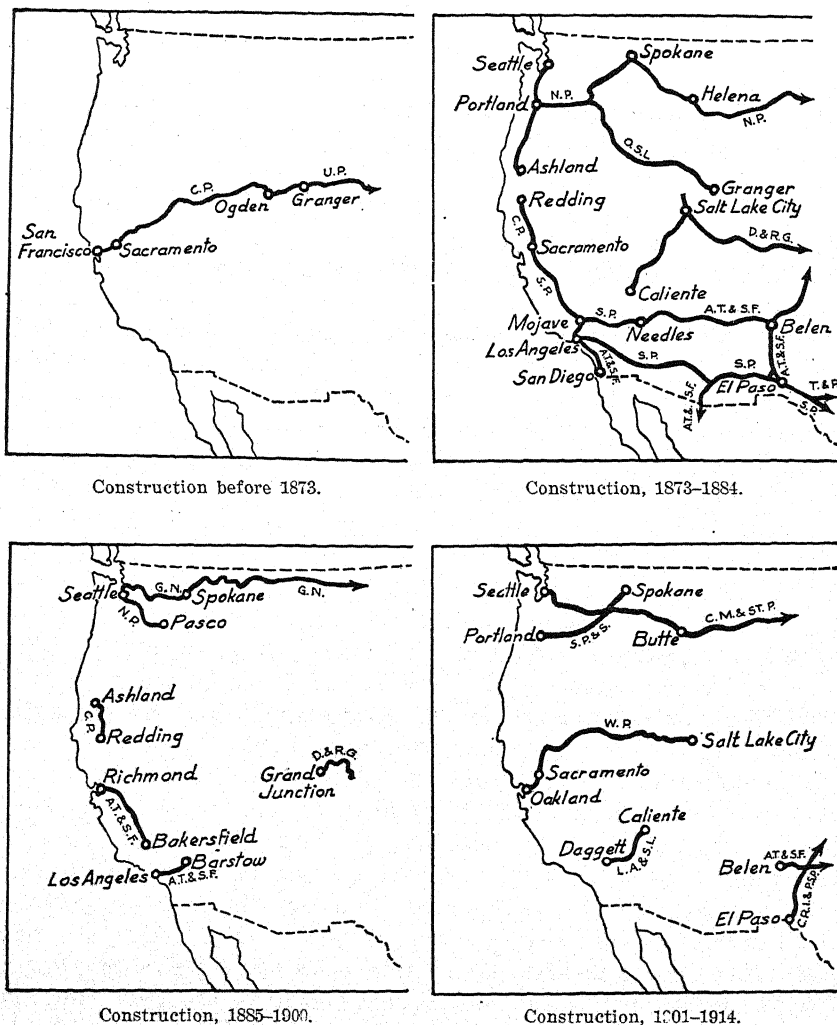 C.P.
U.P.
Ogden
Granger
San
Francisco
Sacramento
Construction before 1873.
Seattle
Spokane
Portland
N.P.
Helena
N.P.
O.S.L.
Ashland
Granger
Redding
Salt Lake City
C.P.
Sacramento
D.&R.G.
S.P.
Caliente
Mojave
S.P.
A.T.& S.F.
Needles
Belen
Los Angeles
S.P.
A.T.&S.F.
S.P.
A.T.&S.F.
San Diego
El Paso
T.&P.
A.T.& S.F.
S.P.
Construction, 1873–1884.
G.N.
G.N.
Seattle
Spokane
N.P.
Pasco
Ashland
C.P.
Redding
D.&R.G.
Richmond
Grand
Junction
A.T.&S.F.
Bakersfield
Barstow
Los Angeles
A.T.&S.F.
Construction, 1885–1900.
Seattle
Spokane
C.M.& ST.P.
Portland
S.P.&S.
Butte
W.P.
Salt Lake City
Sacramento
Oakland
Caliente
Daggett
L.A.&S.L.
A.T.&S.F.
Belen
C.R.I.&P.S.P.
El Paso
Construction, 1901–1914.